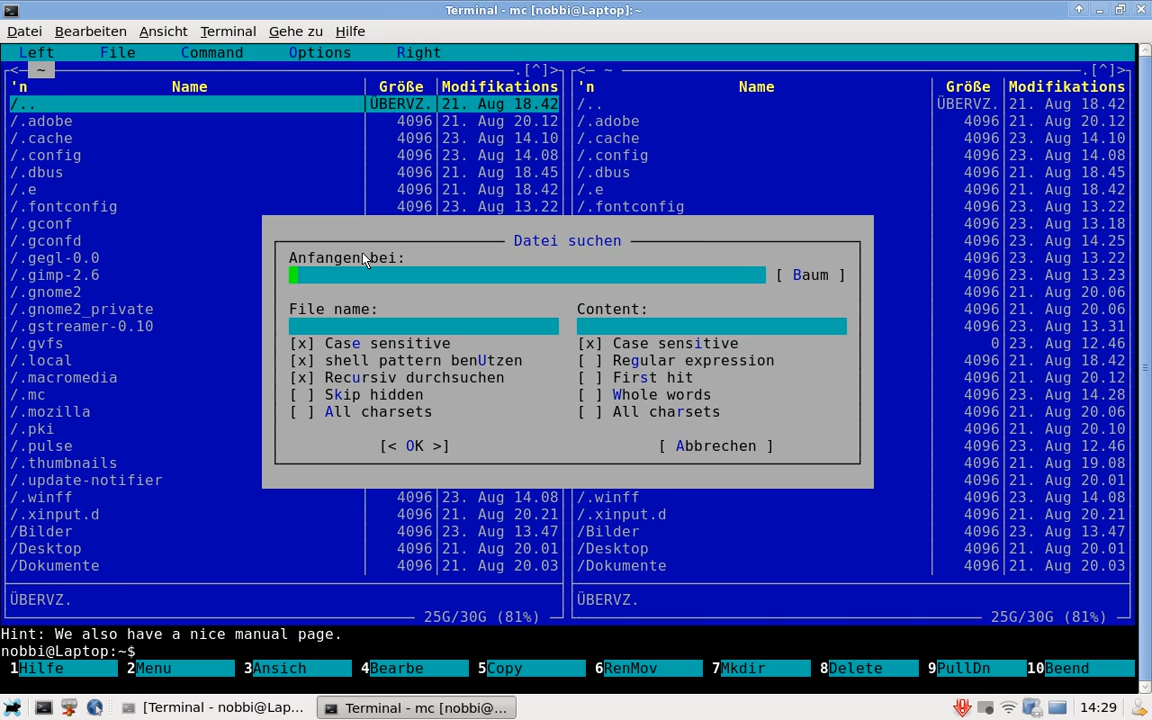 Terminal - mc [nobbi@Laptop]:~
Datei Bearbeiten Ansicht Terminal Gehe zu Hilfe
Left File Command Options Right
<─ ~ .[^]> <─ ~ .[^]>
'n Name Größe Modifikations 'n Name Größe Modifikations
/.. ÜBERVZ. 21. Aug 18.42 /.. ÜBERVZ. 21. Aug 18.42
/.adobe 4096 21. Aug 20.12 /.adobe 4096 21. Aug 20.12
/.cache 4096 23. Aug 14.10 /.cache 4096 23. Aug 14.10
/.config 4096 23. Aug 14.08 /.config 4096 23. Aug 14.08
/.dbus 4096 21. Aug 18.45 /.dbus 4096 21. Aug 18.45
/.e 4096 21. Aug 18.42 /.e 4096 21. Aug 18.42
/.fontconfig 4096 23. Aug 13.22 /.fontconfig 4096 23. Aug 13.22
/.gconf 4096 23. Aug 13.18
/.gconfd Datei suchen 4096 23. Aug 14.25
/.gegl-0.0 Anfangen bei: 4096 21. Aug 20.22
/.gimp-2.6 [ Baum ] 4096 23. Aug 13.23
/.gnome2 4096 21. Aug 20.06
/.gnome2_private File name: Content: 4096 21. Aug 20.06
/.gstreamer-0.10 4096 23. Aug 13.31
/.gvfs [x] Case sensitive [x] Case sensitive 0 23. Aug 12.46
/.local [x] shell pattern benUtzen [ ] Regular expression 4096 21. Aug 18.42
/.macromedia [x] Recursiv durchsuchen [ ] First hit 4096 21. Aug 20.12
/.mc [ ] Skip hidden [ ] Whole words 4096 23. Aug 14.28
/.mozilla [ ] All charsets [ ] All charsets 4096 21. Aug 20.06
/.pki 4096 21. Aug 20.10
/.pulse [< OK >] [ Abbrechen ] 4096 23. Aug 12.46
/.thumbnails 4096 21. Aug 19.08
/.update-notifier 4096 21. Aug 20.01
/.winff 4096 23. Aug 14.08 /.winff 4096 23. Aug 14.08
/.xinput.d 4096 21. Aug 20.21 /.xinput.d 4096 21. Aug 20.21
/Bilder 4096 23. Aug 13.47 /Bilder 4096 23. Aug 13.47
/Desktop 4096 21. Aug 20.01 /Desktop 4096 21. Aug 20.01
/Dokumente 4096 21. Aug 20.03 /Dokumente 4096 21. Aug 20.03
ÜBERVZ. ÜBERVZ.
25G/30G (81%) 25G/30G (81%)
Hint: We also have a nice manual page.
nobbi@Laptop:~$
1Hilfe 2Menu 3Ansich 4Bearbe 5Copy 6RenMov 7Mkdir 8Delete 9PullDn 10Beend
[Terminal - nobbi@Lap... Terminal - mc [nobbi@... 14:29